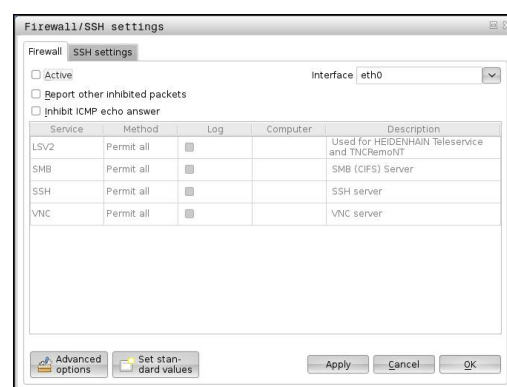 Firewall/SSH settings
Firewall SSH settings
Active Interface eth0
Report other inhibited packets
Inhibit ICMP echo answer
Service Method Log Computer Description
LSV2 Permit all Used for HEIDENHAIN Teleservice
and TNCRemoNT
SMB Permit all SMB (CIFS) Server
SSH Permit all SSH server
VNC Permit all VNC server
Advanced
options
Set stan-
dard values
Apply Cancel OK